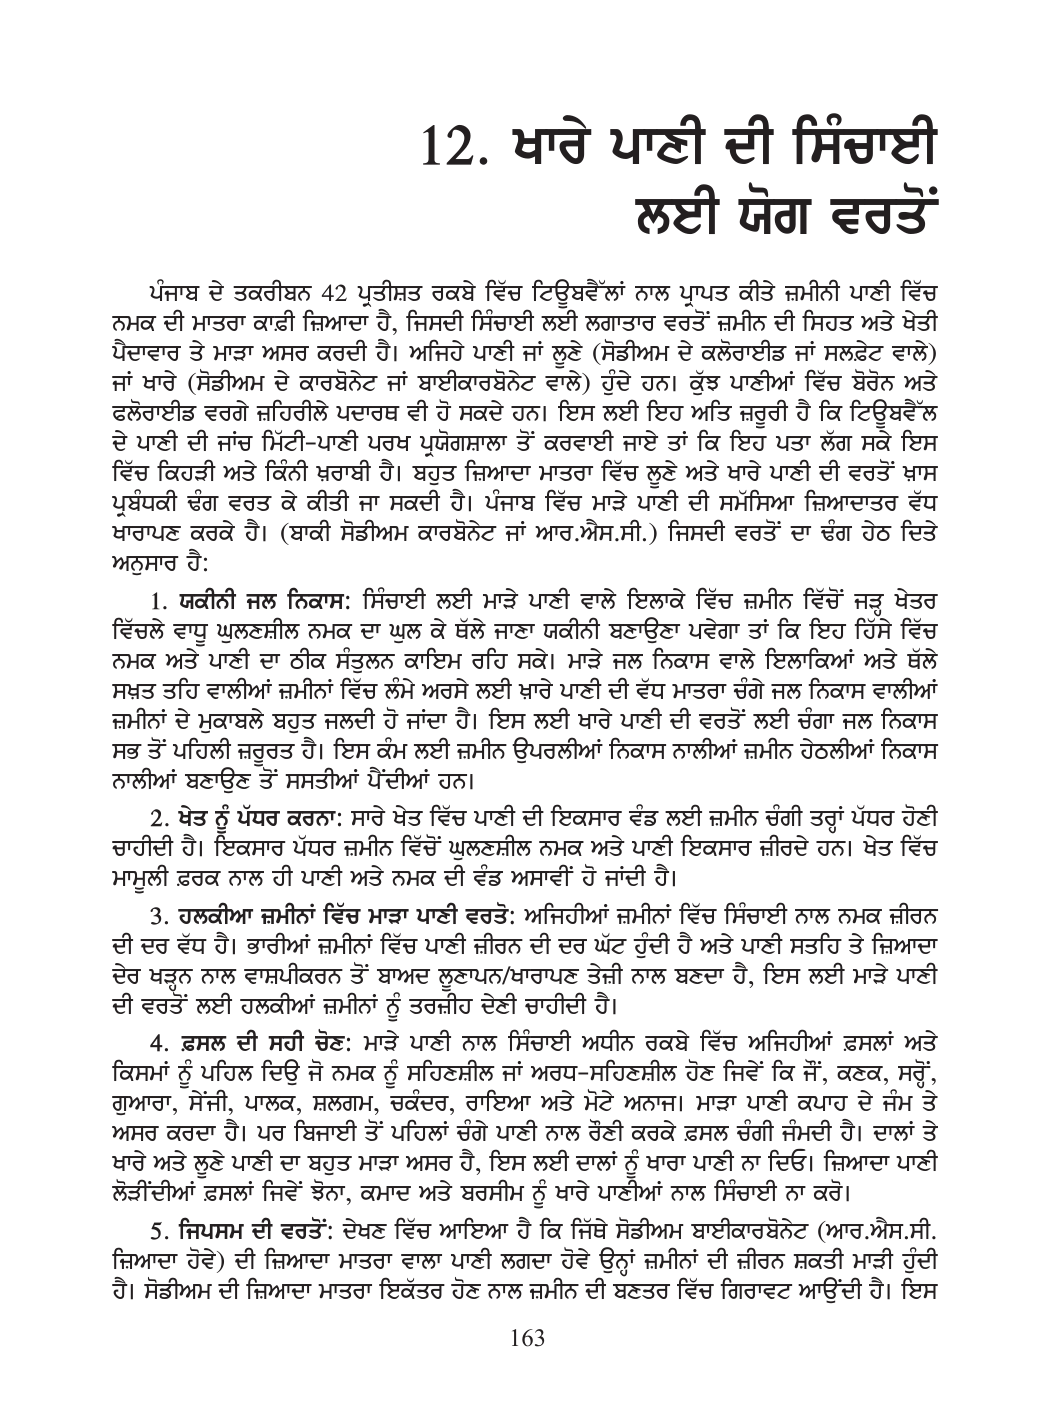 12. ਖਾਰੇ ਪਾਣੀ ਦੀ ਸਿੰਚਾਈ
ਲਈ ਯੋਗ ਵਰਤੋਂ
ਪੰਜਾਬ ਦੇ ਤਕਰੀਬਨ 42 ਪ੍ਰਤੀਸ਼ਤ ਰਕਬੇ ਵਿੱਚ ਟਿਊਬਵੈੱਲਾਂ ਨਾਲ ਪ੍ਰਾਪਤ ਕੀਤੇ ਜ਼ਮੀਨੀ ਪਾਣੀ ਵਿੱਚ
ਨਮਕ ਦੀ ਮਾਤਰਾ ਕਾਫ਼ੀ ਜ਼ਿਆਦਾ ਹੈ, ਜਿਸਦੀ ਸਿੰਚਾਈ ਲਈ ਲਗਾਤਾਰ ਵਰਤੋਂ ਜ਼ਮੀਨ ਦੀ ਸਿਹਤ ਅਤੇ ਖੇਤੀ
ਪੈਦਾਵਾਰ ਤੇ ਮਾੜਾ ਅਸਰ ਕਰਦੀ ਹੈ। ਅਜਿਹੇ ਪਾਣੀ ਜਾਂ ਲੂਣੇ (ਸੋਡੀਅਮ ਦੇ ਕਲੋਰਾਈਡ ਜਾਂ ਸਲਫ਼ੇਟ ਵਾਲੇ)
ਜਾਂ ਖਾਰੇ (ਸੋਡੀਅਮ ਦੇ ਕਾਰਬੋਨੇਟ ਜਾਂ ਬਾਈਕਾਰਬੋਨੇਟ ਵਾਲੇ) ਹੁੰਦੇ ਹਨ। ਕੁੱਝ ਪਾਣੀਆਂ ਵਿੱਚ ਬੋਰੋਨ ਅਤੇ
ਫਲੋਰਾਈਡ ਵਰਗੇ ਜ਼ਹਿਰੀਲੇ ਪਦਾਰਥ ਵੀ ਹੋ ਸਕਦੇ ਹਨ। ਇਸ ਲਈ ਇਹ ਅਤਿ ਜ਼ਰੂਰੀ ਹੈ ਕਿ ਟਿਊਬਵੈੱਲ
ਦੇ ਪਾਣੀ ਦੀ ਜਾਂਚ ਮਿੱਟੀ-ਪਾਣੀ ਪਰਖ ਪ੍ਰਯੋਗਸ਼ਾਲਾ ਤੋਂ ਕਰਵਾਈ ਜਾਏ ਤਾਂ ਕਿ ਇਹ ਪਤਾ ਲੱਗ ਸਕੇ ਇਸ
ਵਿੱਚ ਕਿਹੜੀ ਅਤੇ ਕਿੰਨੀ ਖ਼ਰਾਬੀ ਹੈ। ਬਹੁਤ ਜ਼ਿਆਦਾ ਮਾਤਰਾ ਵਿੱਚ ਲੂਣੇ ਅਤੇ ਖਾਰੇ ਪਾਣੀ ਦੀ ਵਰਤੋਂ ਖ਼ਾਸ
ਪ੍ਰਬੰਧਕੀ ਢੰਗ ਵਰਤ ਕੇ ਕੀਤੀ ਜਾ ਸਕਦੀ ਹੈ। ਪੰਜਾਬ ਵਿੱਚ ਮਾੜੇ ਪਾਣੀ ਦੀ ਸਮੱਸਿਆ ਜ਼ਿਆਦਾਤਰ ਵੱਧ
ਖਾਰਾਪਣ ਕਰਕੇ ਹੈ। (ਬਾਕੀ ਸੋਡੀਅਮ ਕਾਰਬੋਨੇਟ ਜਾਂ ਆਰ.ਐਸ.ਸੀ.) ਜਿਸਦੀ ਵਰਤੋਂ ਦਾ ਢੰਗ ਹੇਠ ਦਿਤੇ
ਅਨੁਸਾਰ ਹੈ:
1. ਯਕੀਨੀ ਜਲ ਨਿਕਾਸ: ਸਿੰਚਾਈ ਲਈ ਮਾੜੇ ਪਾਣੀ ਵਾਲੇ ਇਲਾਕੇ ਵਿੱਚ ਜ਼ਮੀਨ ਵਿੱਚੋਂ ਜੜ੍ਹ ਖੇਤਰ
ਵਿੱਚਲੇ ਵਾਧੂ ਘੁਲਣਸ਼ੀਲ ਨਮਕ ਦਾ ਘੁਲ ਕੇ ਥੱਲੇ ਜਾਣਾ ਯਕੀਨੀ ਬਣਾਉਣਾ ਪਵੇਗਾ ਤਾਂ ਕਿ ਇਹ ਹਿੱਸੇ ਵਿੱਚ
ਨਮਕ ਅਤੇ ਪਾਣੀ ਦਾ ਠੀਕ ਸੰਤੁਲਨ ਕਾਇਮ ਰਹਿ ਸਕੇ। ਮਾੜੇ ਜਲ ਨਿਕਾਸ ਵਾਲੇ ਇਲਾਕਿਆਂ ਅਤੇ ਥੱਲੇ
ਸਖ਼ਤ ਤਹਿ ਵਾਲੀਆਂ ਜ਼ਮੀਨਾਂ ਵਿੱਚ ਲੰਮੇ ਅਰਸੇ ਲਈ ਖ਼ਾਰੇ ਪਾਣੀ ਦੀ ਵੱਧ ਮਾਤਰਾ ਚੰਗੇ ਜਲ ਨਿਕਾਸ ਵਾਲੀਆਂ
ਜ਼ਮੀਨਾਂ ਦੇ ਮੁਕਾਬਲੇ ਬਹੁਤ ਜਲਦੀ ਹੋ ਜਾਂਦਾ ਹੈ। ਇਸ ਲਈ ਖਾਰੇ ਪਾਣੀ ਦੀ ਵਰਤੋਂ ਲਈ ਚੰਗਾ ਜਲ ਨਿਕਾਸ
ਸਭ ਤੋਂ ਪਹਿਲੀ ਜ਼ਰੂਰਤ ਹੈ। ਇਸ ਕੰਮ ਲਈ ਜ਼ਮੀਨ ਉਪਰਲੀਆਂ ਨਿਕਾਸ ਨਾਲੀਆਂ ਜ਼ਮੀਨ ਹੇਠਲੀਆਂ ਨਿਕਾਸ
ਨਾਲੀਆਂ ਬਣਾਉਣ ਤੋਂ ਸਸਤੀਆਂ ਪੈਂਦੀਆਂ ਹਨ।
2. ਖੇਤ ਨੂੰ ਪੱਧਰ ਕਰਨਾ: ਸਾਰੇ ਖੇਤ ਵਿੱਚ ਪਾਣੀ ਦੀ ਇਕਸਾਰ ਵੰਡ ਲਈ ਜ਼ਮੀਨ ਚੰਗੀ ਤਰ੍ਹਾਂ ਪੱਧਰ ਹੋਣੀ
ਚਾਹੀਦੀ ਹੈ। ਇਕਸਾਰ ਪੱਧਰ ਜ਼ਮੀਨ ਵਿੱਚੋਂ ਘੁਲਣਸ਼ੀਲ ਨਮਕ ਅਤੇ ਪਾਣੀ ਇਕਸਾਰ ਜ਼ੀਰਦੇ ਹਨ। ਖੇਤ ਵਿੱਚ
ਮਾਮੂਲੀ ਫ਼ਰਕ ਨਾਲ ਹੀ ਪਾਣੀ ਅਤੇ ਨਮਕ ਦੀ ਵੰਡ ਅਸਾਵੀਂ ਹੋ ਜਾਂਦੀ ਹੈ।
3. ਹਲਕੀਆ ਜ਼ਮੀਨਾਂ ਵਿੱਚ ਮਾੜਾ ਪਾਣੀ ਵਰਤੋ: ਅਜਿਹੀਆਂ ਜ਼ਮੀਨਾਂ ਵਿੱਚ ਸਿੰਚਾਈ ਨਾਲ ਨਮਕ ਜ਼ੀਰਨ
ਦੀ ਦਰ ਵੱਧ ਹੈ। ਭਾਰੀਆਂ ਜ਼ਮੀਨਾਂ ਵਿੱਚ ਪਾਣੀ ਜ਼ੀਰਨ ਦੀ ਦਰ ਘੱਟ ਹੁੰਦੀ ਹੈ ਅਤੇ ਪਾਣੀ ਸਤਹਿ ਤੇ ਜ਼ਿਆਦਾ
ਦੇਰ ਖੜ੍ਹਨ ਨਾਲ ਵਾਸ਼ਪੀਕਰਨ ਤੋਂ ਬਾਅਦ ਲੂਣਾਪਨ/ਖਾਰਾਪਣ ਤੇਜ਼ੀ ਨਾਲ ਬਣਦਾ ਹੈ, ਇਸ ਲਈ ਮਾੜੇ ਪਾਣੀ
ਦੀ ਵਰਤੋਂ ਲਈ ਹਲਕੀਆਂ ਜ਼ਮੀਨਾਂ ਨੂੰ ਤਰਜ਼ੀਹ ਦੇਣੀ ਚਾਹੀਦੀ ਹੈ।
4. ਫ਼ਸਲ ਦੀ ਸਹੀ ਚੋਣ: ਮਾੜੇ ਪਾਣੀ ਨਾਲ ਸਿੰਚਾਈ ਅਧੀਨ ਰਕਬੇ ਵਿੱਚ ਅਜਿਹੀਆਂ ਫ਼ਸਲਾਂ ਅਤੇ
ਕਿਸਮਾਂ ਨੂੰ ਪਹਿਲ ਦਿਉ ਜੋ ਨਮਕ ਨੂੰ ਸਹਿਣਸ਼ੀਲ ਜਾਂ ਅਰਧ-ਸਹਿਣਸ਼ੀਲ ਹੋਣ ਜਿਵੇਂ ਕਿ ਜੌਂ, ਕਣਕ, ਸਰ੍ਹੋਂ,
ਗੁਆਰਾ, ਸੇਂਜੀ, ਪਾਲਕ, ਸ਼ਲਗਮ, ਚਕੰਦਰ, ਰਾਇਆ ਅਤੇ ਮੋਟੇ ਅਨਾਜ। ਮਾੜਾ ਪਾਣੀ ਕਪਾਹ ਦੇ ਜੰਮ ਤੇ
ਅਸਰ ਕਰਦਾ ਹੈ। ਪਰ ਬਿਜਾਈ ਤੋਂ ਪਹਿਲਾਂ ਚੰਗੇ ਪਾਣੀ ਨਾਲ ਰੌਣੀ ਕਰਕੇ ਫ਼ਸਲ ਚੰਗੀ ਜੰਮਦੀ ਹੈ। ਦਾਲਾਂ ਤੇ
ਖਾਰੇ ਅਤੇ ਲੂਣੇ ਪਾਣੀ ਦਾ ਬਹੁਤ ਮਾੜਾ ਅਸਰ ਹੈ, ਇਸ ਲਈ ਦਾਲਾਂ ਨੂੰ ਖਾਰਾ ਪਾਣੀ ਨਾ ਦਿਓ। ਜ਼ਿਆਦਾ ਪਾਣੀ
ਲੋੜੀਂਦੀਆਂ ਫ਼ਸਲਾਂ ਜਿਵੇਂ ਝੋਨਾ, ਕਮਾਦ ਅਤੇ ਬਰਸੀਮ ਨੂੰ ਖਾਰੇ ਪਾਣੀਆਂ ਨਾਲ ਸਿੰਚਾਈ ਨਾ ਕਰੋ।
5. ਜਿਪਸਮ ਦੀ ਵਰਤੋਂ: ਦੇਖਣ ਵਿੱਚ ਆਇਆ ਹੈ ਕਿ ਜਿੱਥੇ ਸੋਡੀਅਮ ਬਾਈਕਾਰਬੋਨੇਟ (ਆਰ.ਐਸ.ਸੀ.
ਜ਼ਿਆਦਾ ਹੋਵੇ) ਦੀ ਜ਼ਿਆਦਾ ਮਾਤਰਾ ਵਾਲਾ ਪਾਣੀ ਲਗਦਾ ਹੋਵੇ ਉਨ੍ਹਾਂ ਜ਼ਮੀਨਾਂ ਦੀ ਜ਼ੀਰਨ ਸ਼ਕਤੀ ਮਾੜੀ ਹੁੰਦੀ
ਹੈ। ਸੋਡੀਅਮ ਦੀ ਜ਼ਿਆਦਾ ਮਾਤਰਾ ਇਕੱਤਰ ਹੋਣ ਨਾਲ ਜ਼ਮੀਨ ਦੀ ਬਣਤਰ ਵਿੱਚ ਗਿਰਾਵਟ ਆਉਂਦੀ ਹੈ। ਇਸ
163